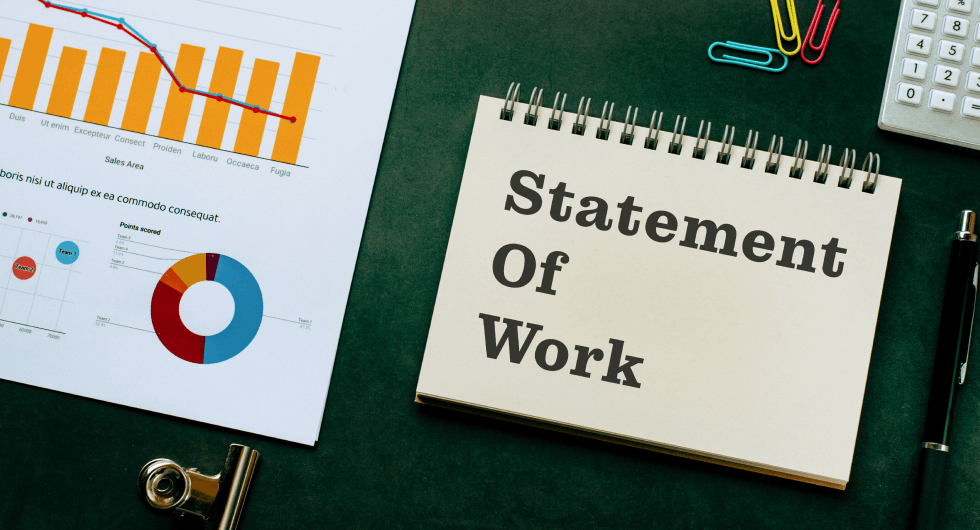 Duis Ut enim Excepteur Consect Proiden Laboru Occaeca Fugia
Sales Area
boris nisi ut aliquip ex ea commodo consequat.
Points scored
Team 1
Team 2
Statement
Of
Work
%
7 8
4 5
1 2
0 . =